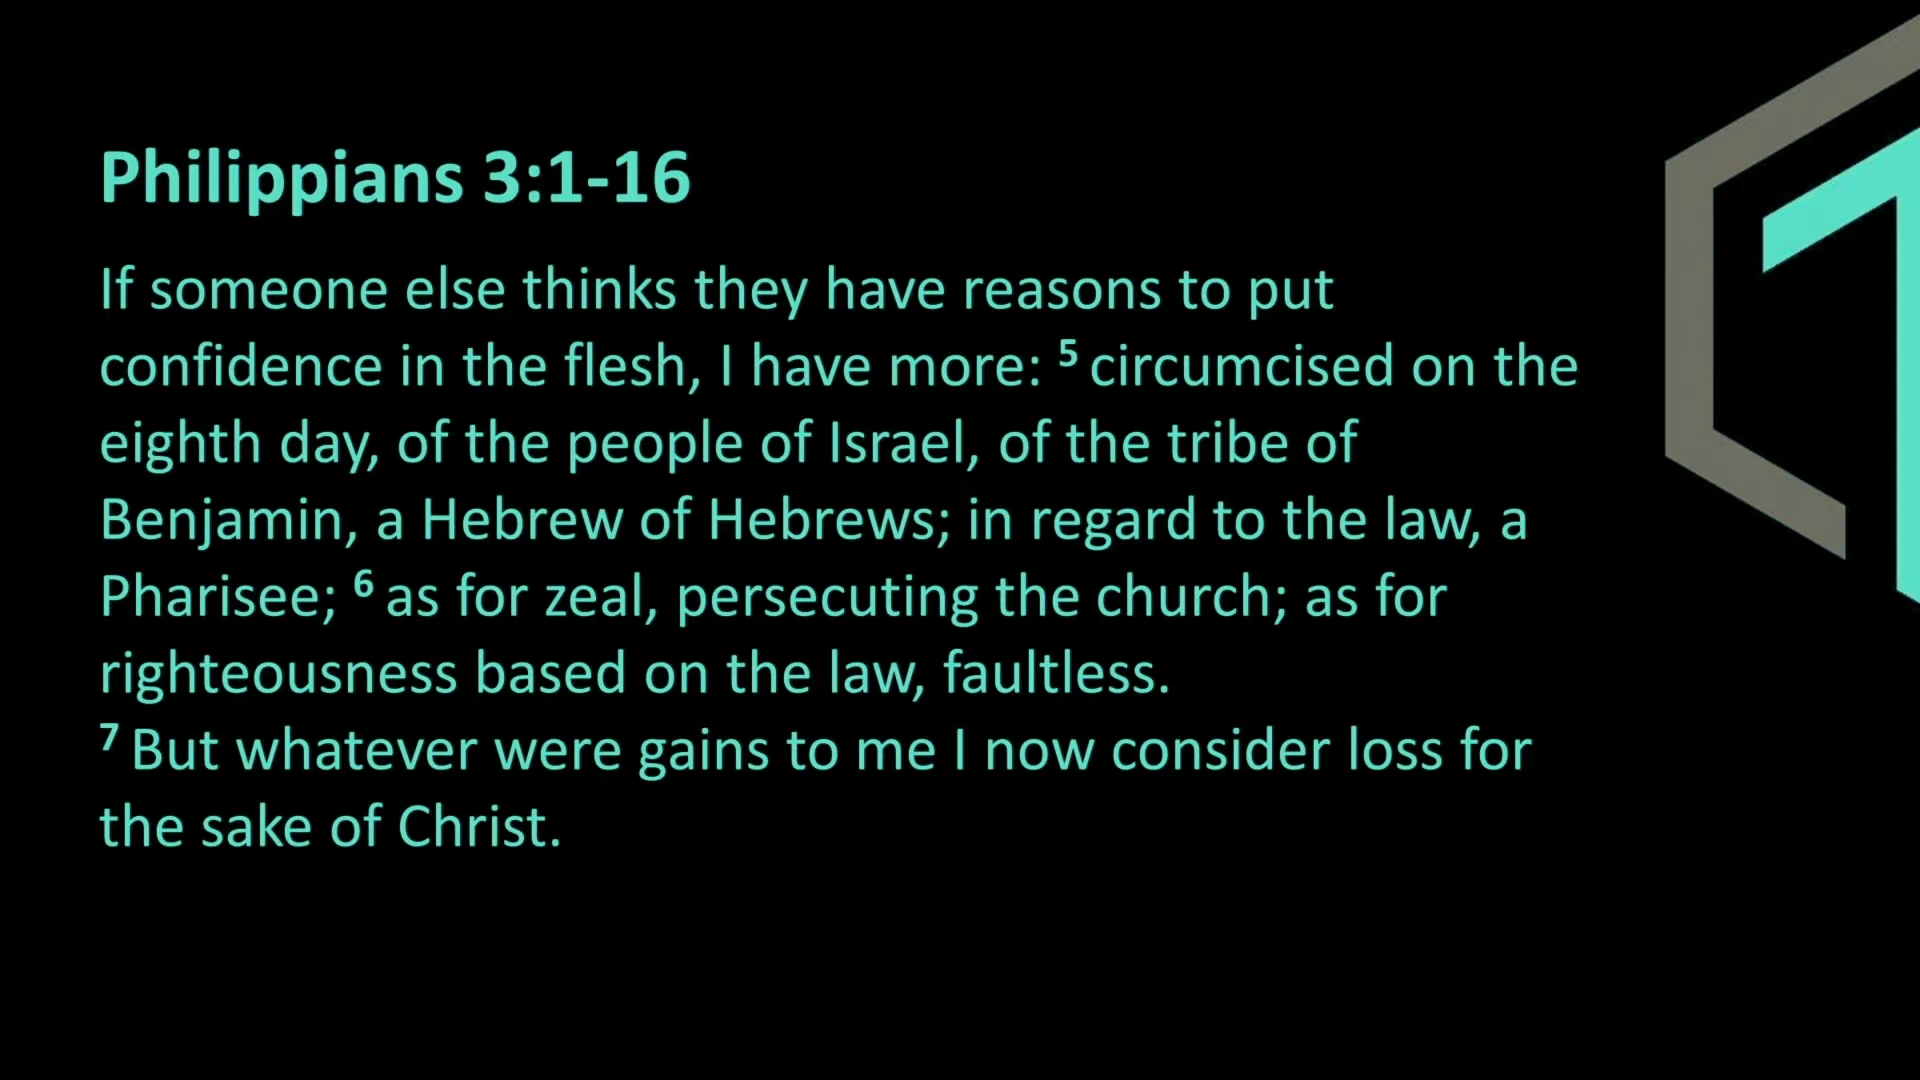 Philippians 3:1-16
If someone else thinks they have reasons to put
confidence in the flesh, I have more: ⁵ circumcised on the
eighth day, of the people of Israel, of the tribe of
Benjamin, a Hebrew of Hebrews; in regard to the law, a
Pharisee; ⁶ as for zeal, persecuting the church; as for
righteousness based on the law, faultless.
⁷ But whatever were gains to me I now consider loss for
the sake of Christ.